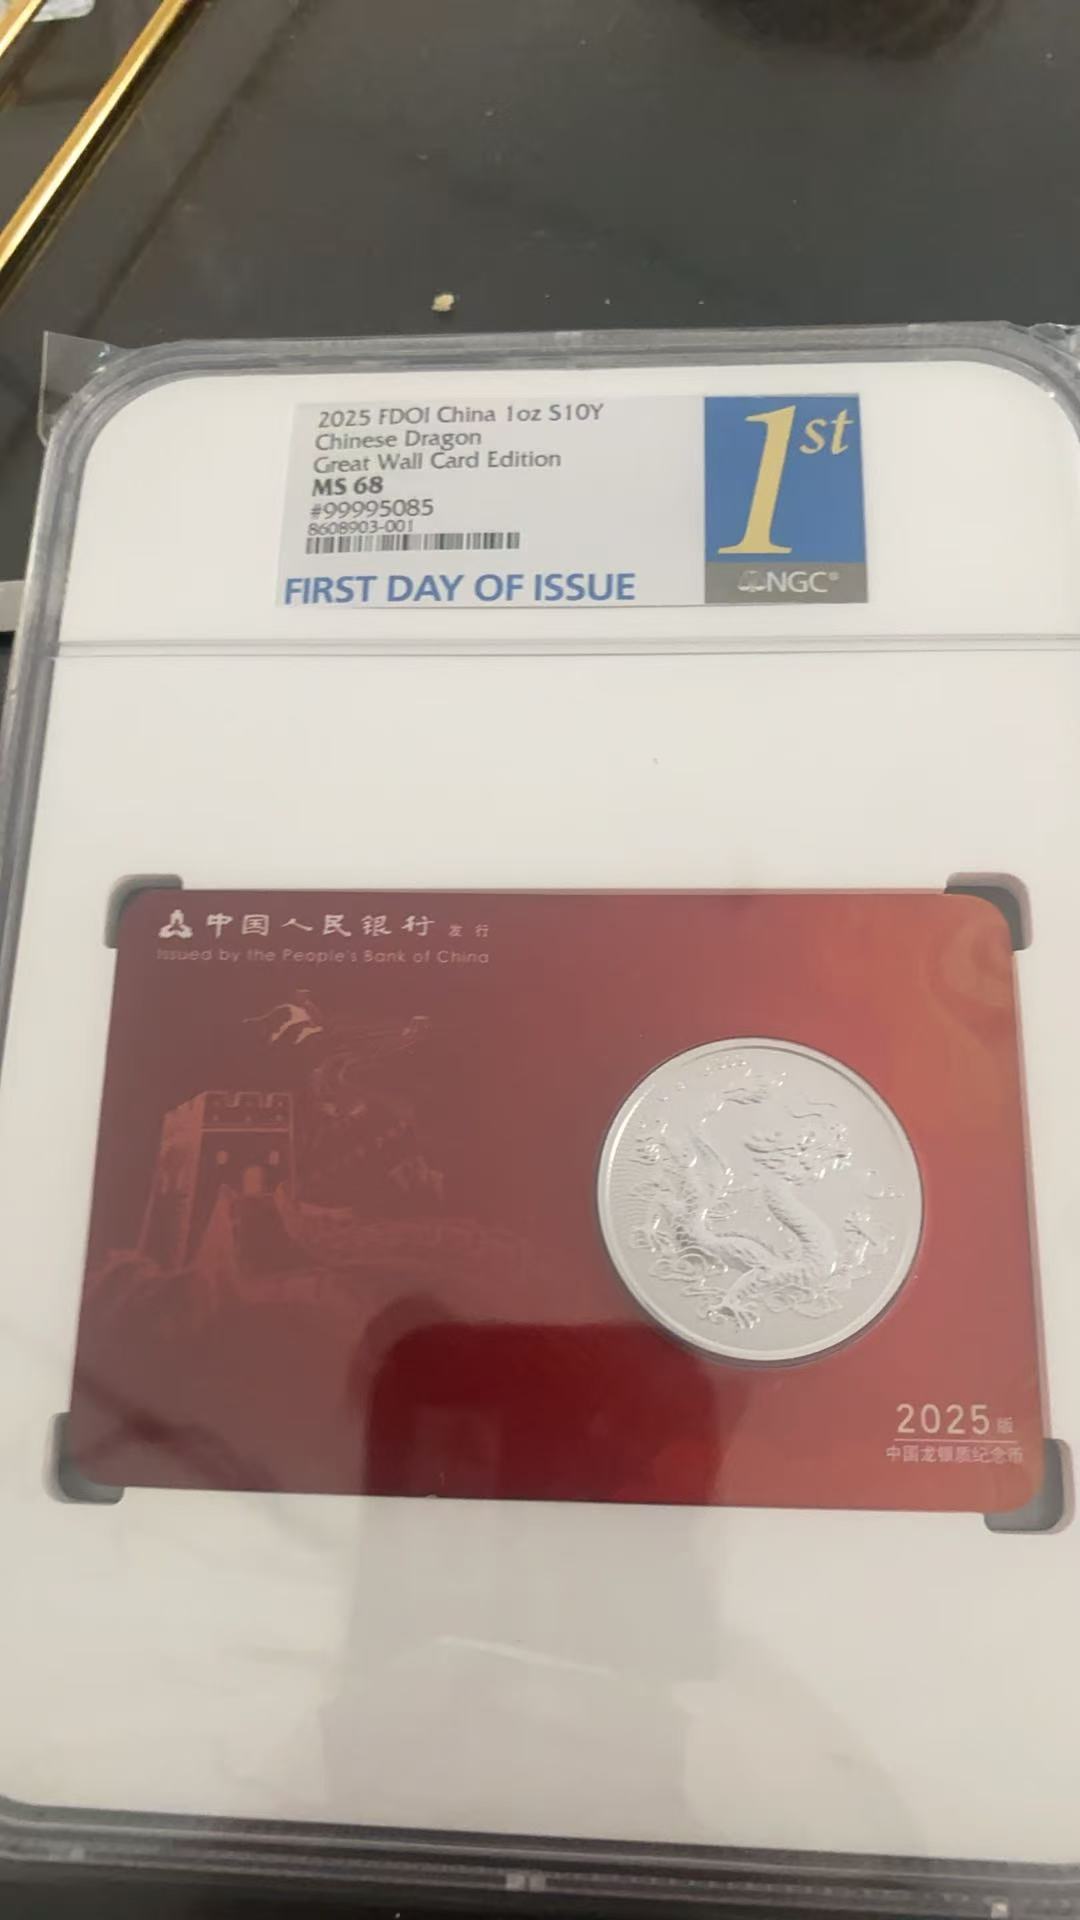 2025 FDOI China 1oz S10Y
Chinese Dragon
Great Wall Card Edition
MS 68
#99995085
8608903-001
FIRST DAY OF ISSUE
1st
NGC®
中国人民银行 发行
Issued by the People's Bank of China
2025版
中国龙银质纪念币